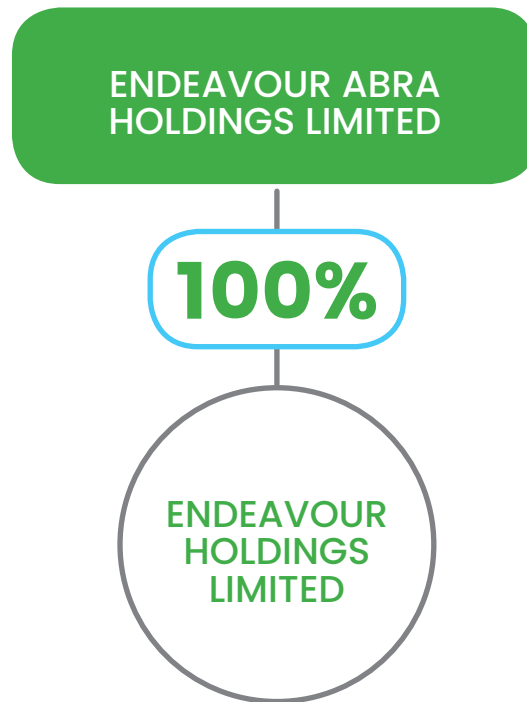 ENDEAVOUR ABRA
HOLDINGS LIMITED
100%
ENDEAVOUR
HOLDINGS
LIMITED